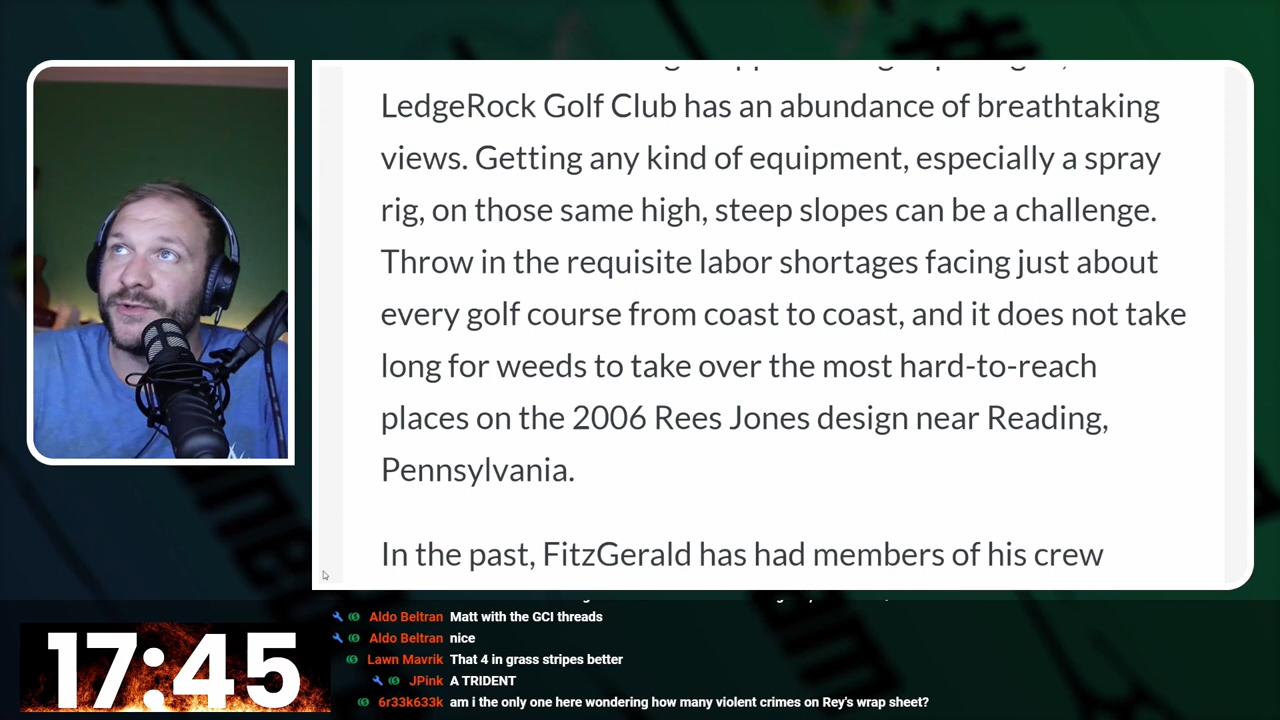 LedgeRock Golf Club has an abundance of breathtaking
views. Getting any kind of equipment, especially a spray
rig, on those same high, steep slopes can be a challenge.
Throw in the requisite labor shortages facing just about
every golf course from coast to coast, and it does not take
long for weeds to take over the most hard-to-reach
places on the 2006 Rees Jones design near Reading,
Pennsylvania.
In the past, FitzGerald has had members of his crew
17:45
Aldo Beltran Matt with the GCI threads
Aldo Beltran nice
Lawn Mavrik That 4 in grass stripes better
JPink A TRIDENT
6r33k633k am i the only one here wondering how many violent crimes on Rey's wrap sheet?